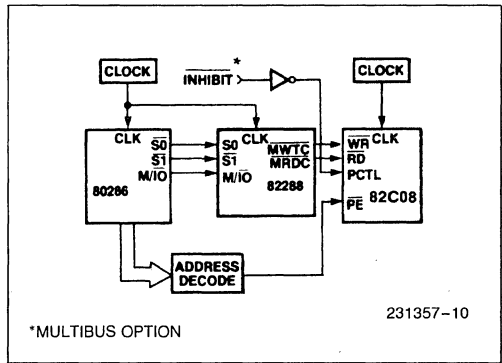 CLOCK
INHIBIT *
CLOCK
CLK
S0
S1
M/IO
80286
CLK
S0
S1
M/IO
MWTC
MRDC
82288
CLK
WR
RD
PCTL
PE
82C08
ADDRESS
DECODE
231357–10
*MULTIBUS OPTION